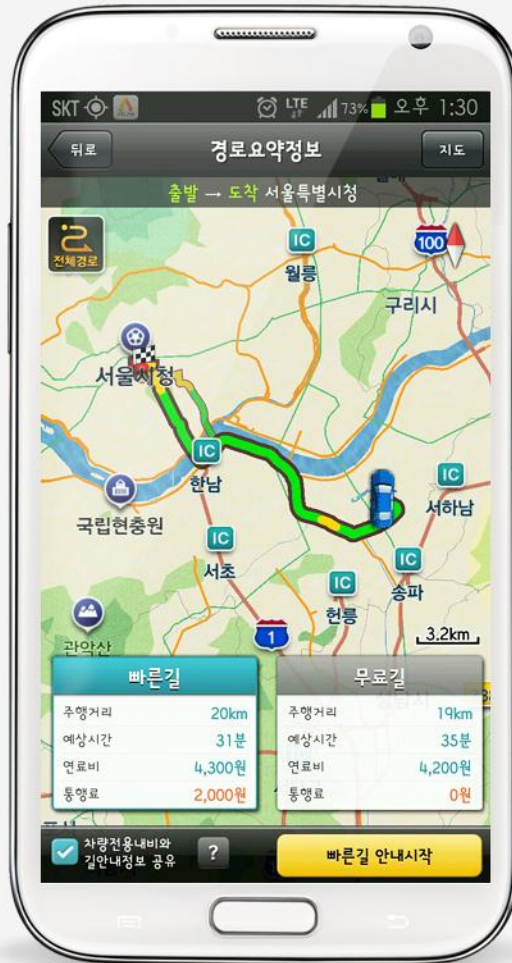 SKT LTE 73% 오후 1:30
뒤로 경로요약정보 지도
출발 → 도착 서울특별시청
전체경로
IC
월릉
100
구리시
서울시청
IC
한남
IC
서하남
국립현충원
IC
서초
IC
송파
IC
헌릉
1
관악산
3.2km
빠른길
주행거리 20km
예상시간 31분
연료비 4,300원
통행료 2,000원
무료길
주행거리 19km
예상시간 35분
연료비 4,200원
통행료 0원
차량전용내비와
길안내정보 공유
?
빠른길 안내시작